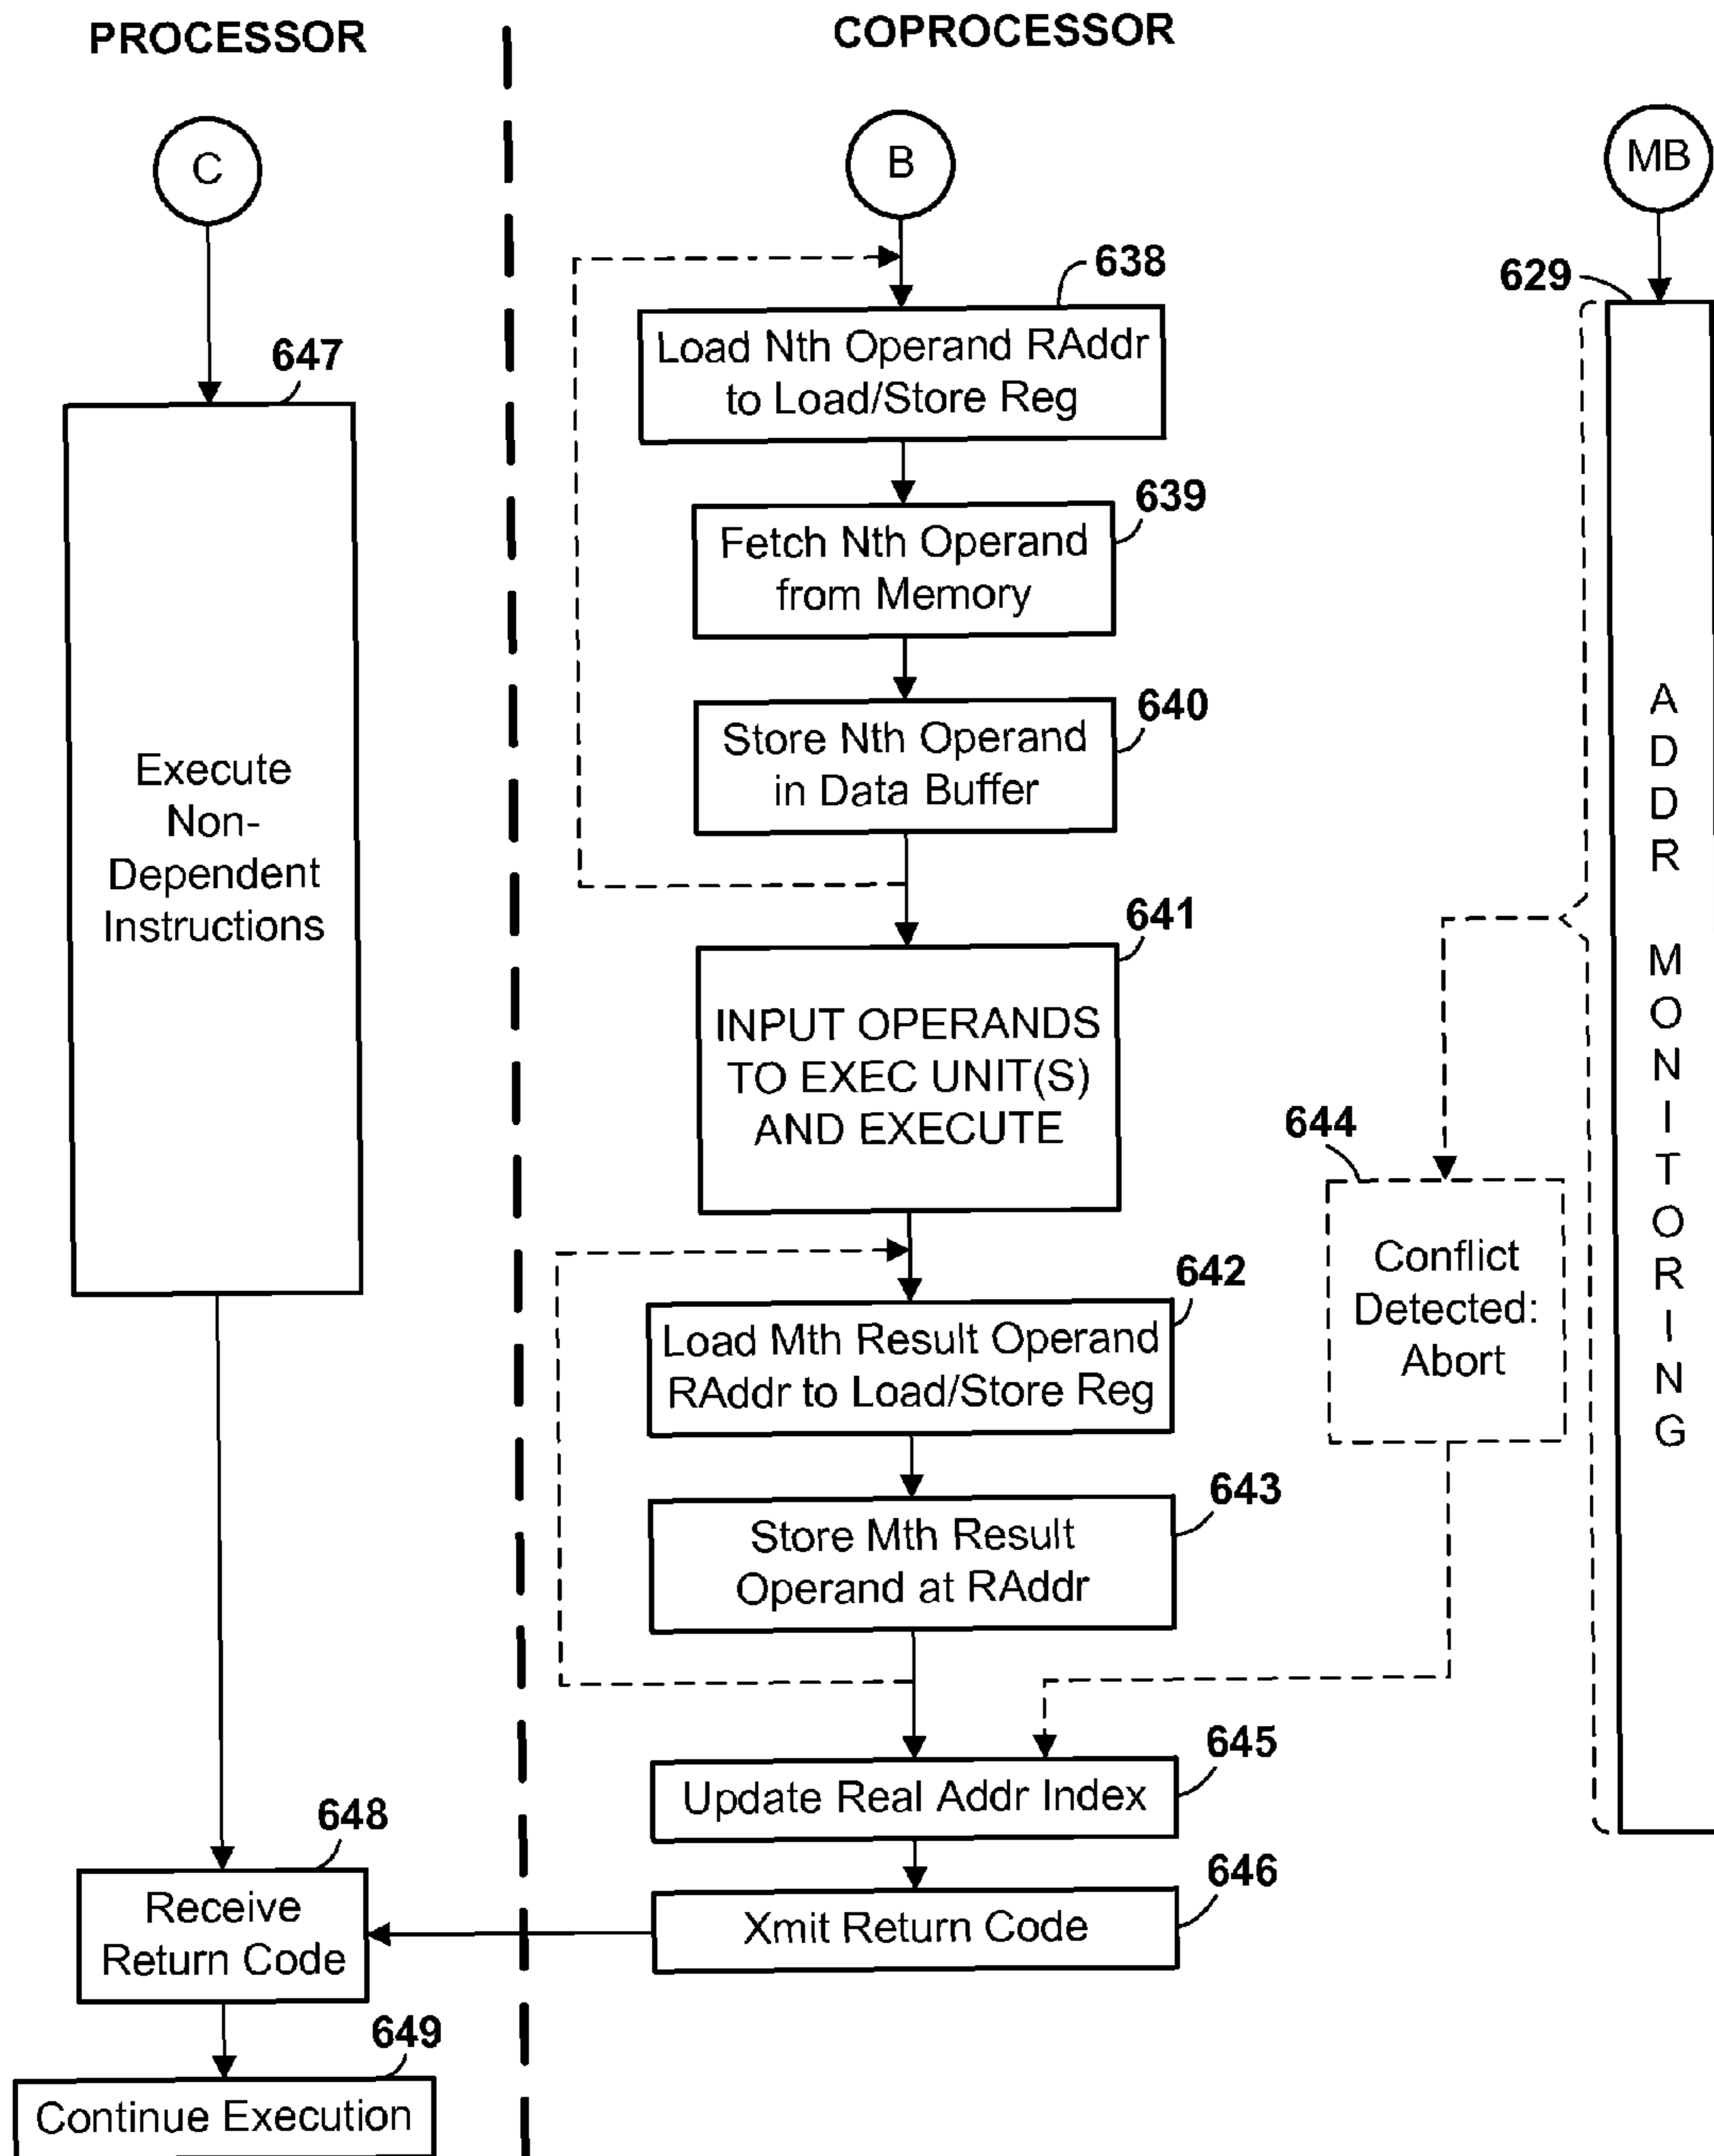 PROCESSOR
COPROCESSOR
C
B
MB
638
629
Load Nth Operand RAddr
to Load/Store Reg
647
639
Fetch Nth Operand
from Memory
640
Store Nth Operand
in Data Buffer
Execute
Non-
Dependent
Instructions
641
INPUT OPERANDS
TO EXEC UNIT(S)
AND EXECUTE
ADDR MONITORING
644
Conflict
Detected:
Abort
642
Load Mth Result Operand
RAddr to Load/Store Reg
643
Store Mth Result
Operand at RAddr
645
Update Real Addr Index
648
Receive
Return Code
646
Xmit Return Code
649
Continue Execution